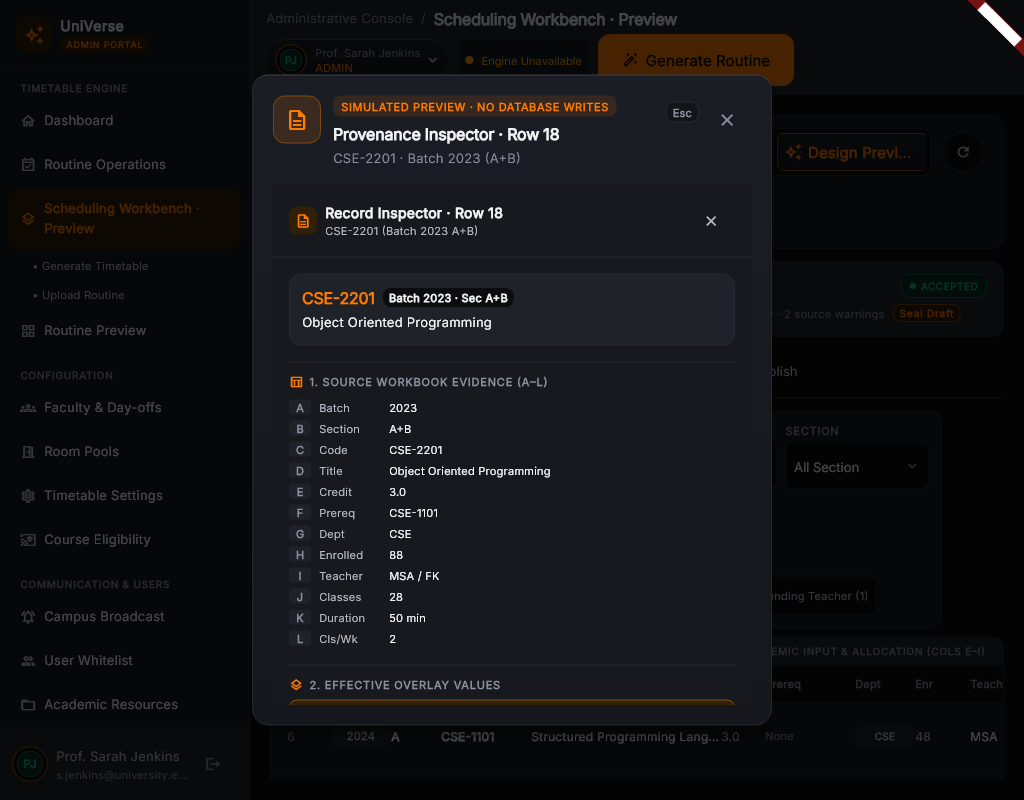 UniVerse
ADMIN PORTAL
TIMETABLE ENGINE
Dashboard
Routine Operations
Scheduling Workbench ·
Preview
• Generate Timetable
• Upload Routine
Routine Preview
CONFIGURATION
Faculty & Day-offs
Room Pools
Timetable Settings
Course Eligibility
COMMUNICATION & USERS
Campus Broadcast
User Whitelist
Academic Resources
PJ
Prof. Sarah Jenkins
s.jenkins@university.e...
Administrative Console / Scheduling Workbench · Preview
PJ
Prof. Sarah Jenkins
ADMIN
Engine Unavailable
Generate Routine
Design Previ...
ACCEPTED
· 2 source warnings
Seal Draft
SECTION
All Section
nding Teacher (1)
EMIC INPUT & ALLOCATION (COLS E–I)
Dept Enr Teach
6 2024 A CSE-1101 Structured Programming Lang... 3.0 None CSE 48 MSA
SIMULATED PREVIEW · NO DATABASE WRITES
Esc
Provenance Inspector · Row 18
CSE-2201 · Batch 2023 (A+B)
Record Inspector · Row 18
CSE-2201 (Batch 2023 A+B)
CSE-2201 Batch 2023 · Sec A+B
Object Oriented Programming
1. SOURCE WORKBOOK EVIDENCE (A–L)
A Batch 2023
B Section A+B
C Code CSE-2201
D Title Object Oriented Programming
E Credit 3.0
F Prereq CSE-1101
G Dept CSE
H Enrolled 88
I Teacher MSA / FK
J Classes 28
K Duration 50 min
L Cls/Wk 2
2. EFFECTIVE OVERLAY VALUES